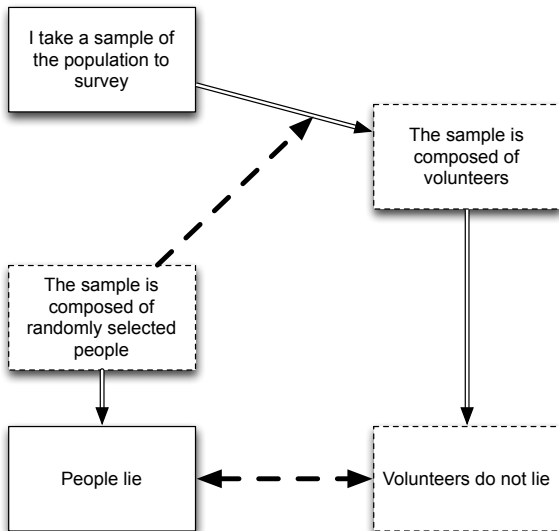 I take a sample of
the population to
survey
The sample is
composed of
volunteers
The sample is
composed of
randomly selected
people
People lie
Volunteers do not lie